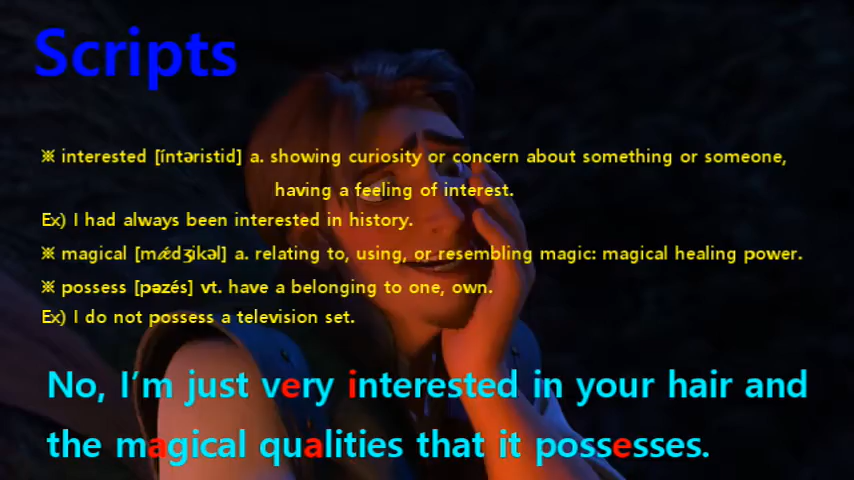 Scripts
※ interested [íntəristid] a. showing curiosity or concern about something or someone,
having a feeling of interest.
Ex) I had always been interested in history.
※ magical [mǽdʒikəl] a. relating to, using, or resembling magic: magical healing power.
※ possess [pəzés] vt. have a belonging to one, own.
Ex) I do not possess a television set.
No, I′m just very interested in your hair and
the magical qualities that it possesses.